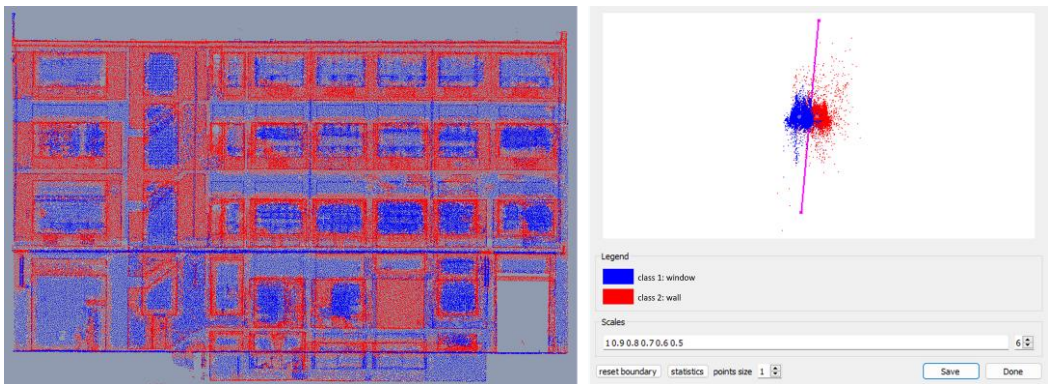 Legend
class 1: window
class 2: wall
Scales
1 0.9 0.8 0.7 0.6 0.5 6
reset boundary statistics points size 1 Save Done